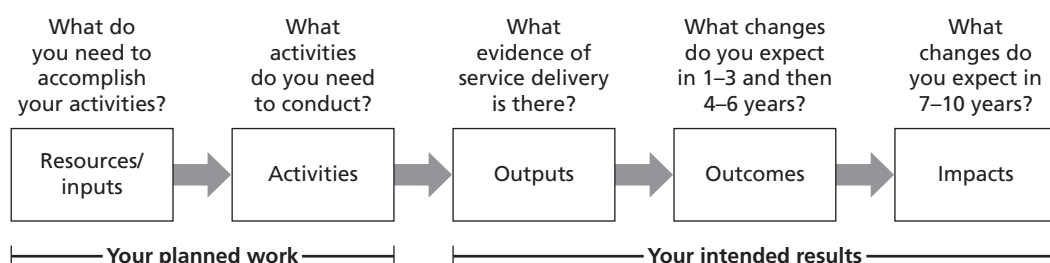 What do
you need to
accomplish
your activities?
What
activities
do you need
to conduct?
What
evidence of
service delivery
is there?
What changes
do you expect
in 1–3 and then
4–6 years?
What
changes do
you expect in
7–10 years?
Resources/
inputs
Activities
Outputs
Outcomes
Impacts
Your planned work
Your intended results